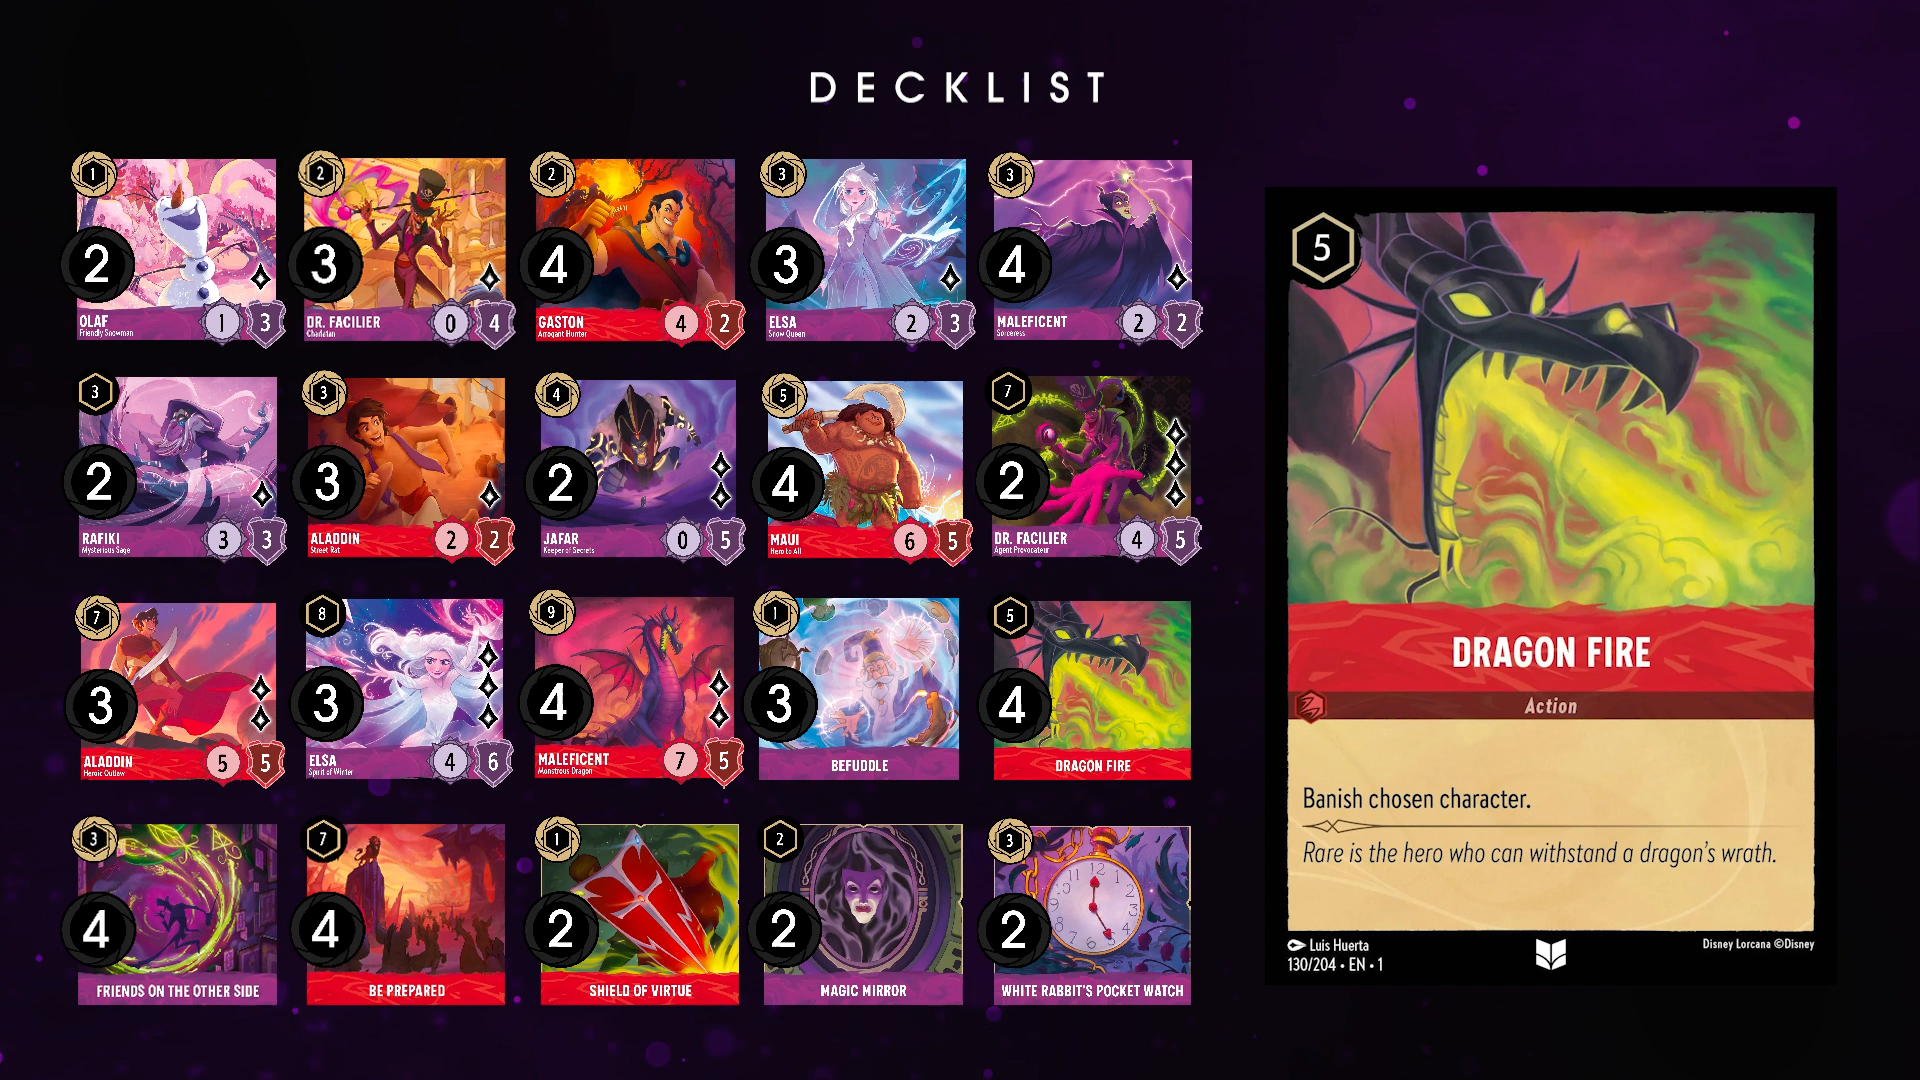 DECKLIST
1
2
OLAF
Friendly Snowman
1 3
2
3
DR. FACILIER
Charlatan
0 4
2
4
GASTON
Arrogant Hunter
4 2
3
3
ELSA
Snow Queen
2 3
3
4
MALEFICENT
Sorceress
2 2
3
2
RAFIKI
Mysterious Sage
3 3
3
3
ALADDIN
Street Rat
2 2
4
2
JAFAR
Keeper of Secrets
0 5
5
4
MAUI
Hero to All
6 5
7
2
DR. FACILIER
Agent Provocateur
4 5
7
3
ALADDIN
Heroic Outlaw
5 5
8
3
ELSA
Spirit of Winter
4 6
9
4
MALEFICENT
Monstrous Dragon
7 5
1
3
BEFUDDLE
5
4
DRAGON FIRE
3
4
FRIENDS ON THE OTHER SIDE
7
4
BE PREPARED
1
2
SHIELD OF VIRTUE
2
2
MAGIC MIRROR
3
2
WHITE RABBIT'S POCKET WATCH
5
DRAGON FIRE
Action
Banish chosen character.
Rare is the hero who can withstand a dragon's wrath.
Luis Huerta
130/204 • EN • 1
Disney Lorcana ©Disney